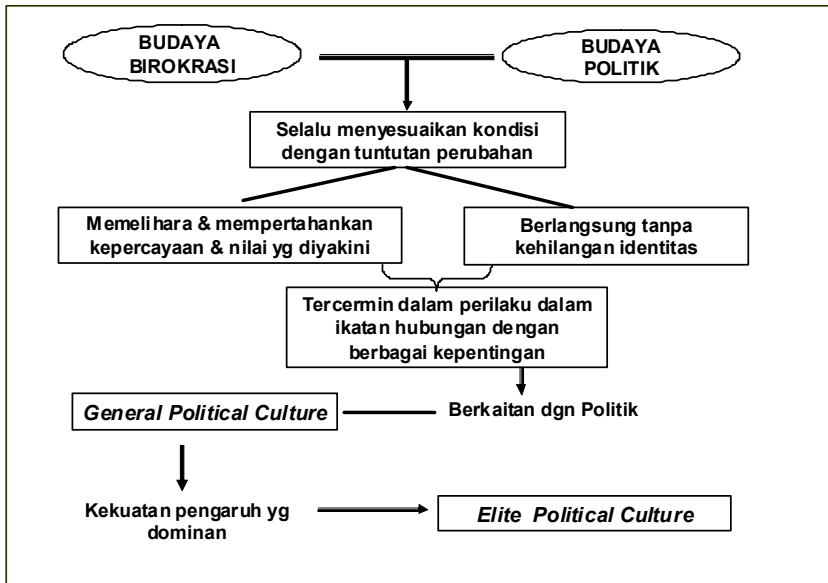 BUDAYA
BIROKRASI
BUDAYA
POLITIK
Selalu menyesuaikan kondisi
dengan tuntutan perubahan
Memelihara & mempertahankan
kepercayaan & nilai yg diyakini
Berlangsung tanpa
kehilangan identitas
Tercermin dalam perilaku dalam
ikatan hubungan dengan
berbagai kepentingan
General Political Culture
Berkaitan dgn Politik
Kekuatan pengaruh yg
dominan
Elite Political Culture